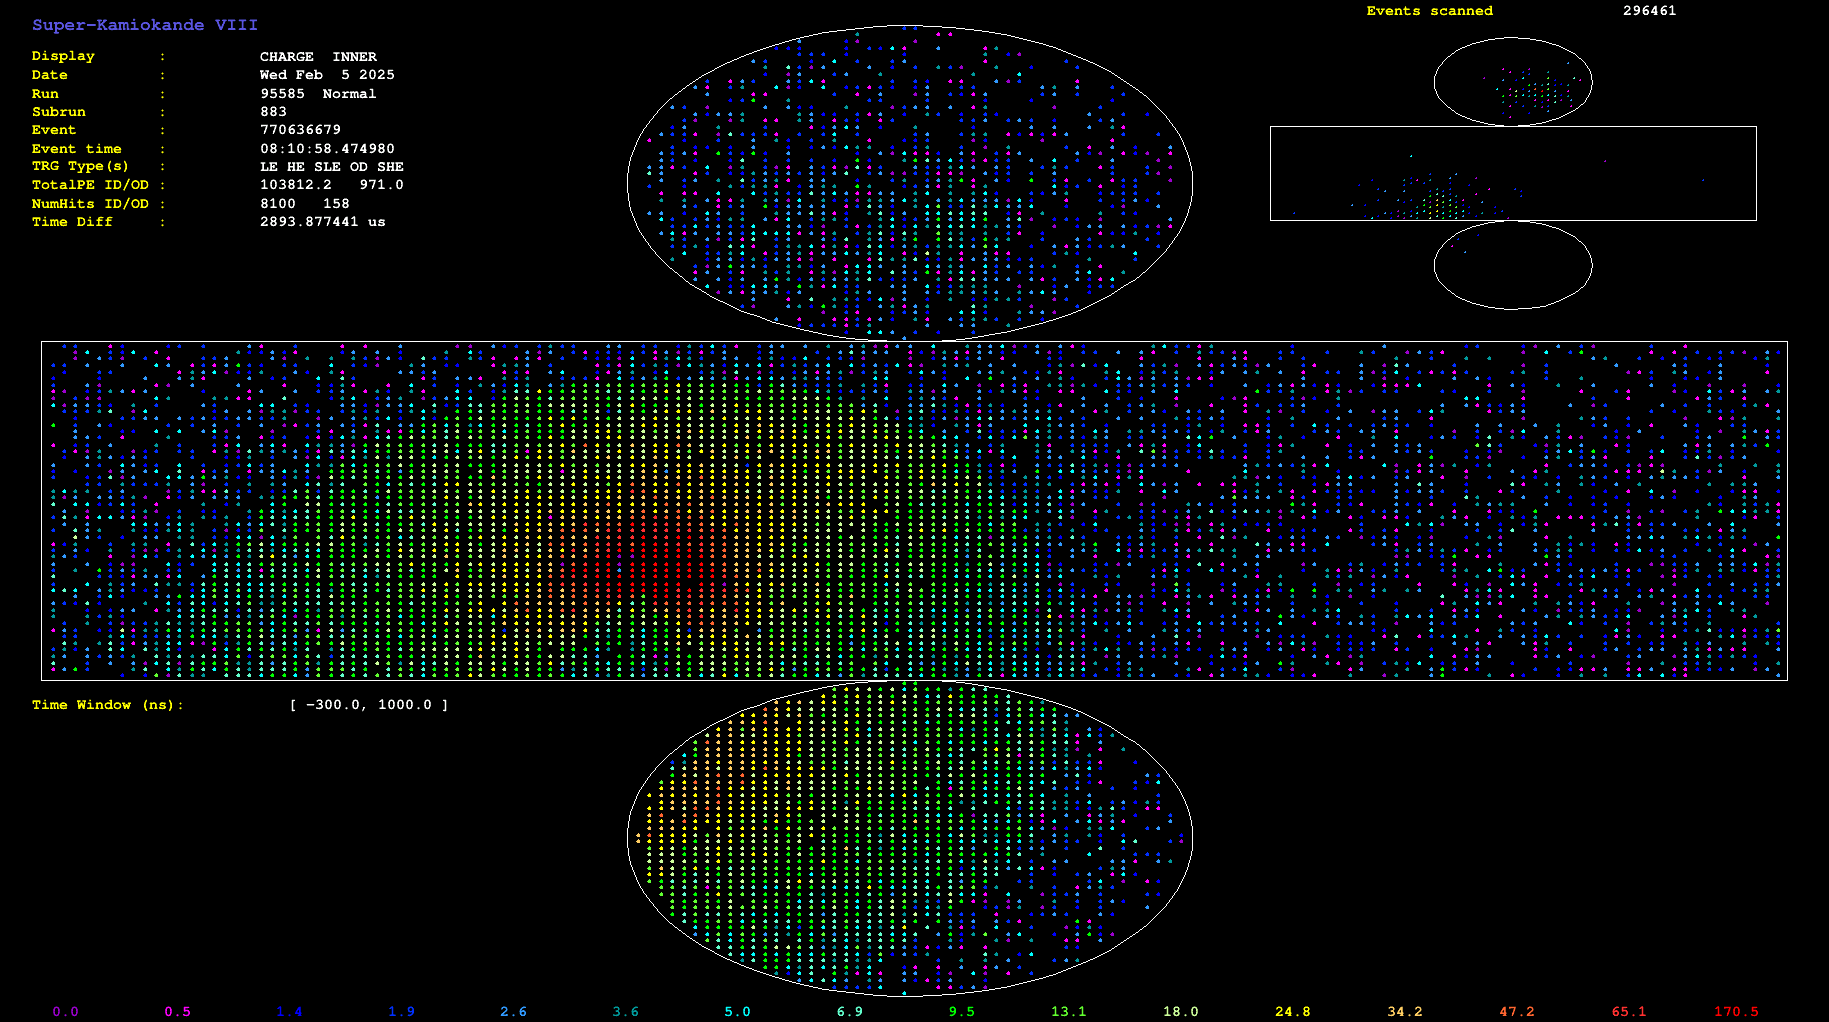 Super-Kamiokande VIII
Events scanned 296461
Display : CHARGE INNER
Date : Wed Feb 5 2025
Run : 95585 Normal
Subrun : 883
Event : 770636679
Event time : 08:10:58.474980
TRG Type(s) : LE HE SLE OD SHE
TotalPE ID/OD : 103812.2 971.0
NumHits ID/OD : 8100 158
Time Diff : 2893.877441 us
Time Window (ns): [ -300.0, 1000.0 ]
0.0 0.5 1.4 1.9 2.6 3.6 5.0 6.9 9.5 13.1 18.0 24.8 34.2 47.2 65.1 170.5